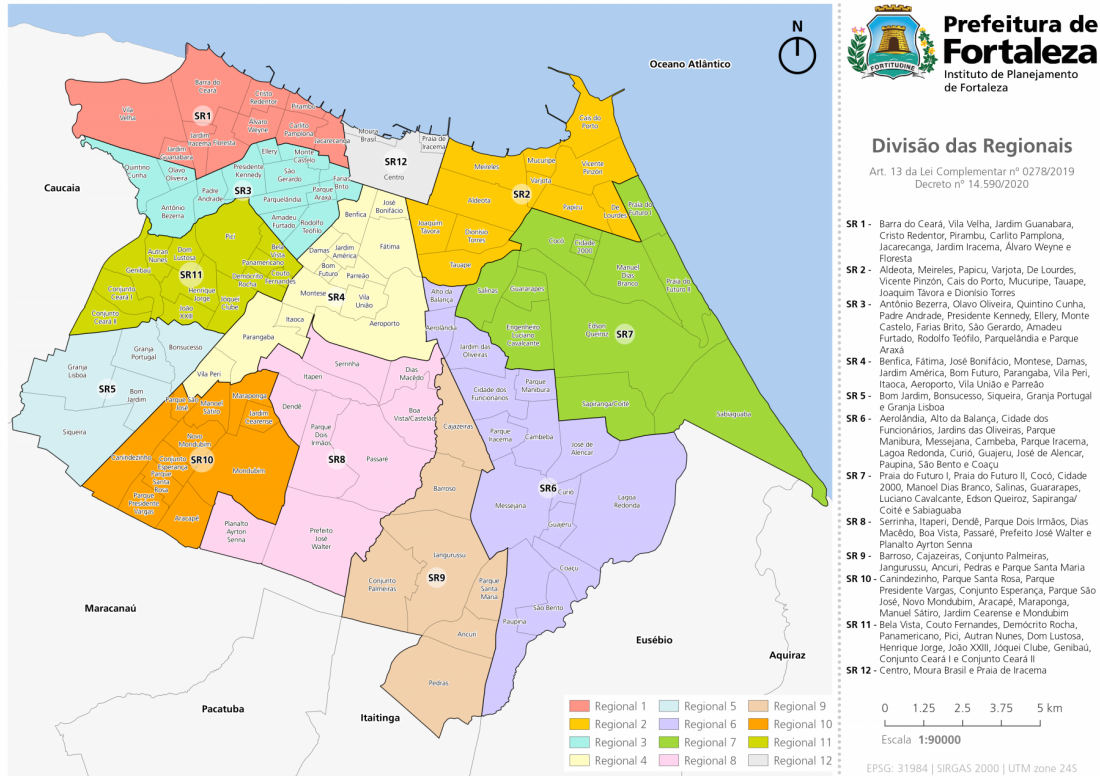 N
Oceano Atlântico
Caucaia
Maracanaú
Pacatuba
Itaitinga
Eusébio
Aquiraz
SR1
Vila
Velha
Barra do
Ceará
Cristo
Redentor
Pirambu
Álvaro
Weyne
Carlito
Pamplona
Jacarecanga
Jardim
Iracema
Floresta
Jardim
Guanabara
SR12
Moura
Brasil
Praia de
Iracema
Centro
SR2
Cais do
Porto
Meireles
Mucuripe
Varjota
Vicente
Pinzon
Aldeota
Papicu
De
Lourdes
Joaquim
Távora
Dionísio
Torres
Tauape
SR3
Quintino
Cunha
Olavo
Oliveira
Antônio
Bezerra
Padre
Andrade
Presidente
Kennedy
Ellery
Monte
Castelo
São
Gerardo
Farias
Brito
Parquelândia
Parque
Araxá
Amadeu
Furtado
Rodolfo
Teófilo
SR11
Pici
Autran
Nunes
Dom
Lustosa
Genibaú
Conjunto
Ceará I
Conjunto
Ceará II
Henrique
Jorge
João
XXIII
Jóquei
Clube
Demócrito
Rocha
Panamericano
Bela
Vista
Couto
Fernandes
SR4
José
Bonifácio
Benfica
Fátima
Damas
Jardim
América
Bom
Futuro
Parreão
Montese
Vila
União
Itaoca
Aeroporto
Parangaba
Vila Peri
SR5
Granja
Portugal
Bonsucesso
Granja
Lisboa
Bom
Jardim
Siqueira
SR7
Praia do
Futuro I
Cocó
Cidade
2000
Manuel
Dias
Branco
Praia do
Futuro II
Salinas
Guararapes
Engenheiro
Luciano
Cavalcante
Edson
Queiroz
Sapiranga/Coité
Sabiaguaba
SR6
Alto da
Balança
Aerolândia
Jardim das
Oliveiras
Cidade dos
Funcionários
Parque
Manibura
Parque
Iracema
Cambeba
José de
Alencar
Messejana
Curió
Guajeru
Lagoa
Redonda
Coaçu
São Bento
Paupina
SR8
Serrinha
Itaperi
Dias
Macêdo
Dendê
Boa
Vista/Castelão
Parque
Dois
Irmãos
Passaré
Prefeito
José
Walter
Planalto
Ayrton
Senna
SR9
Cajazeiras
Barroso
Jangurussu
Conjunto
Palmeiras
Parque
Santa
Maria
Ancuri
Pedras
SR10
Parque São
José
Manoel
Sátiro
Maraponga
Jardim
Cearense
Novo
Mondubim
Canindezinho
Conjunto
Esperança
Parque
Santa
Rosa
Mondubim
Parque
Presidente
Vargas
Aracapé
Regional 1
Regional 2
Regional 3
Regional 4
Regional 5
Regional 6
Regional 7
Regional 8
Regional 9
Regional 10
Regional 11
Regional 12
FORTITUDINE
Prefeitura de
Fortaleza
Instituto de Planejamento
de Fortaleza
Divisão das Regionais
Art. 13 da Lei Complementar nº 0278/2019
Decreto nº 14.590/2020
SR 1 - Barra do Ceará, Vila Velha, Jardim Guanabara,
Cristo Redentor, Pirambu, Carlito Pamplona,
Jacarecanga, Jardim Iracema, Álvaro Weyne e
Floresta
SR 2 - Aldeota, Meireles, Papicu, Varjota, De Lourdes,
Vicente Pinzón, Cais do Porto, Mucuripe, Tauape,
Joaquim Távora e Dionísio Torres
SR 3 - Antônio Bezerra, Olavo Oliveira, Quintino Cunha,
Padre Andrade, Presidente Kennedy, Ellery, Monte
Castelo, Farias Brito, São Gerardo, Amadeu
Furtado, Rodolfo Teófilo, Parquelândia e Parque
Araxá
SR 4 - Benfica, Fátima, José Bonifácio, Montese, Damas,
Jardim América, Bom Futuro, Parangaba, Vila Peri,
Itaoca, Aeroporto, Vila União e Parreão
SR 5 - Bom Jardim, Bonsucesso, Siqueira, Granja Portugal
e Granja Lisboa
SR 6 - Aerolândia, Alto da Balança, Cidade dos
Funcionários, Jardins das Oliveiras, Parque
Manibura, Messejana, Cambeba, Parque Iracema,
Lagoa Redonda, Curió, Guajeru, José de Alencar,
Paupina, São Bento e Coaçu
SR 7 - Praia do Futuro I, Praia do Futuro II, Cocó, Cidade
2000, Manoel Dias Branco, Salinas, Guararapes,
Luciano Cavalcante, Edson Queiroz, Sapiranga/
Coité e Sabiaguaba
SR 8 - Serrinha, Itaperi, Dendê, Parque Dois Irmãos, Dias
Macêdo, Boa Vista, Passaré, Prefeito José Walter e
Planalto Ayrton Senna
SR 9 - Barroso, Cajazeiras, Conjunto Palmeiras,
Jangurussu, Ancuri, Pedras e Parque Santa Maria
SR 10 - Canindezinho, Parque Santa Rosa, Parque
Presidente Vargas, Conjunto Esperança, Parque São
José, Novo Mondubim, Aracapé, Maraponga,
Manuel Sátiro, Jardim Cearense e Mondubim
SR 11 - Bela Vista, Couto Fernandes, Demócrito Rocha,
Panamericano, Pici, Autran Nunes, Dom Lustosa,
Henrique Jorge, João XXIII, Jóquei Clube, Genibaú,
Conjunto Ceará I e Conjunto Ceará II
SR 12 - Centro, Moura Brasil e Praia de Iracema
0 1.25 2.5 3.75 5 km
Escala 1:90000
EPSG: 31984 | SIRGAS 2000 | UTM zone 24S